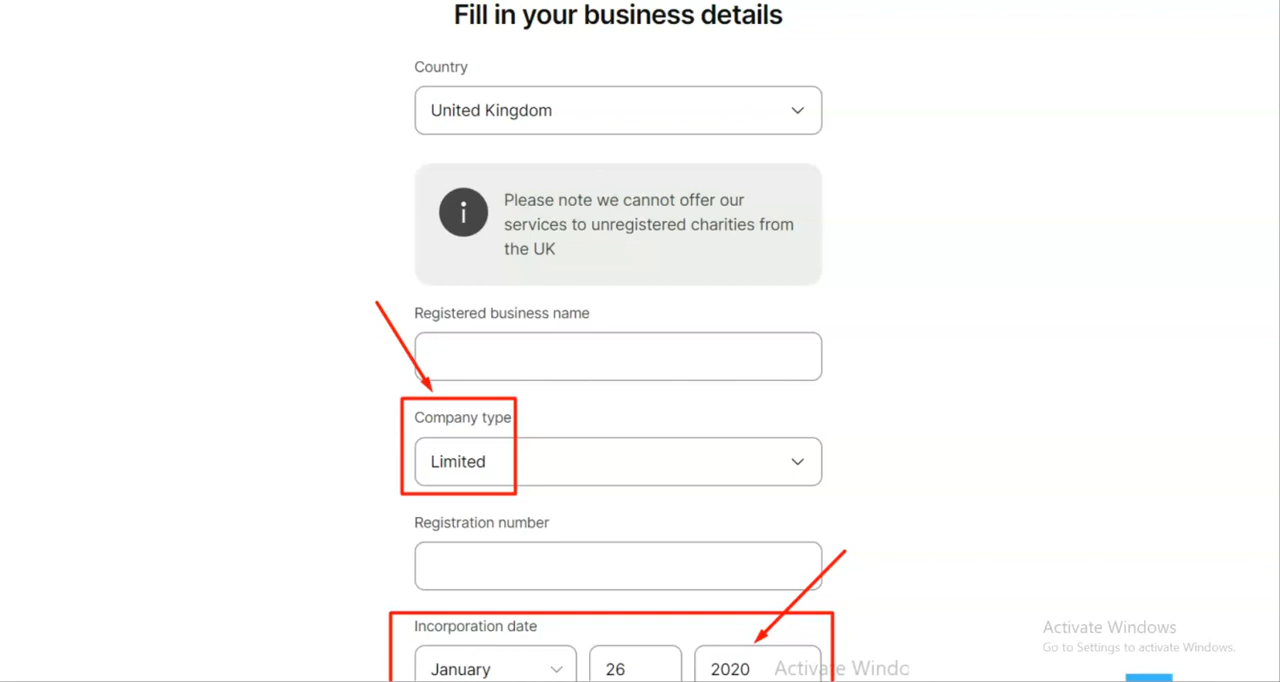 Fill in your business details
Country
United Kingdom
Please note we cannot offer our
services to unregistered charities from
the UK
Registered business name
Company type
Limited
Registration number
Incorporation date
January 26 2020
Activate Windo
Activate Windows
Go to Settings to activate Windows.